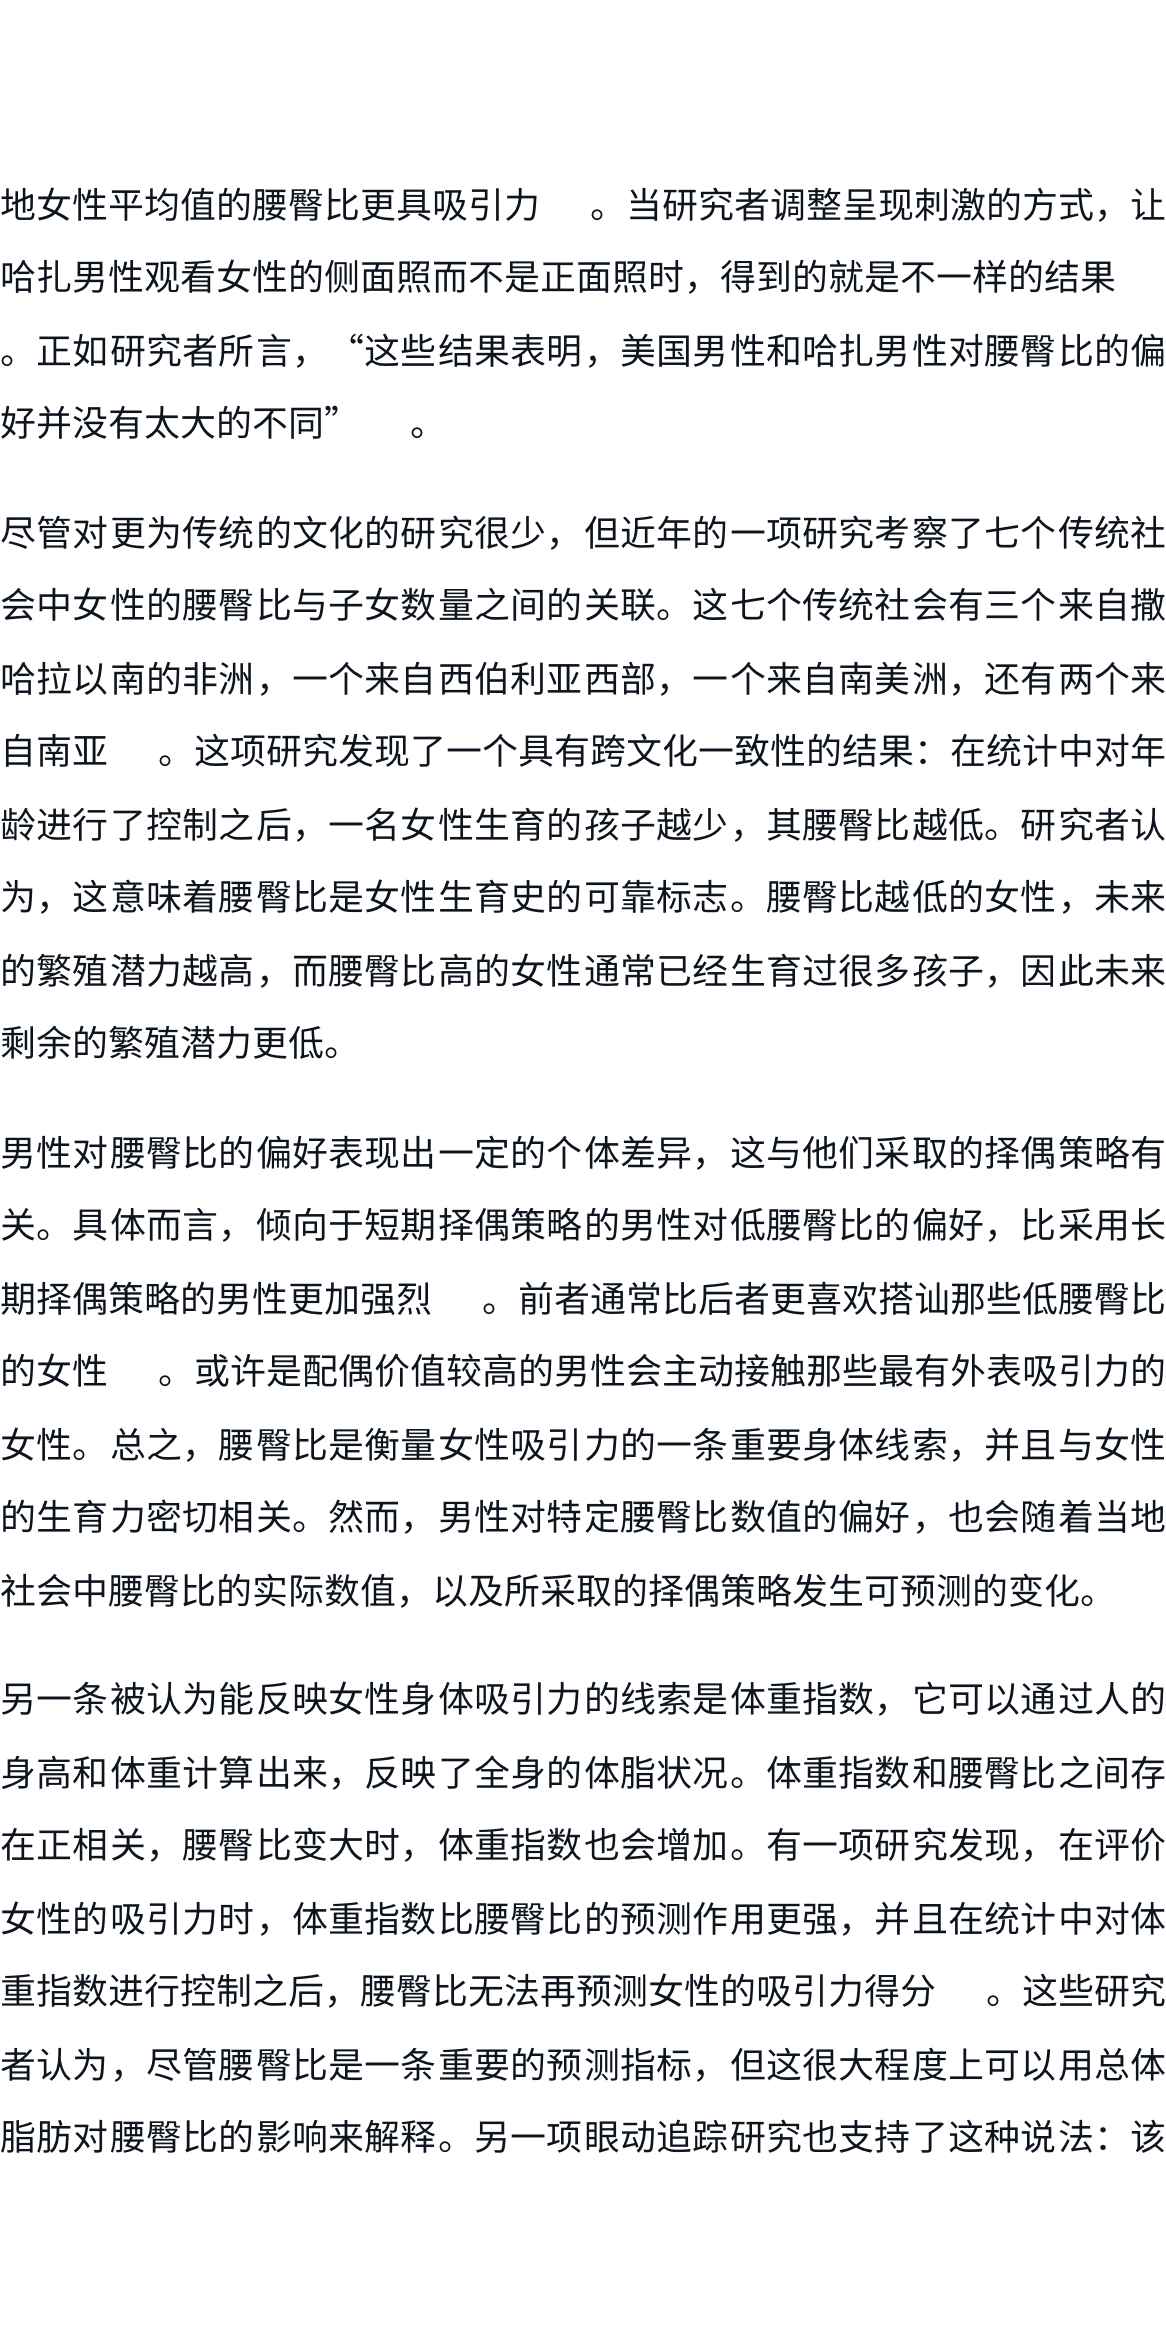 地女性平均值的腰臀比更具吸引力 。当研究者调整呈现刺激的方式，让
哈扎男性观看女性的侧面照而不是正面照时，得到的就是不一样的结果
。正如研究者所言，“这些结果表明，美国男性和哈扎男性对腰臀比的偏
好并没有太大的不同” 。
尽管对更为传统的文化的研究很少，但近年的一项研究考察了七个传统社
会中女性的腰臀比与子女数量之间的关联。这七个传统社会有三个来自撒
哈拉以南的非洲，一个来自西伯利亚西部，一个来自南美洲，还有两个来
自南亚 。这项研究发现了一个具有跨文化一致性的结果：在统计中对年
龄进行了控制之后，一名女性生育的孩子越少，其腰臀比越低。研究者认
为，这意味着腰臀比是女性生育史的可靠标志。腰臀比越低的女性，未来
的繁殖潜力越高，而腰臀比高的女性通常已经生育过很多孩子，因此未来
剩余的繁殖潜力更低。
男性对腰臀比的偏好表现出一定的个体差异，这与他们采取的择偶策略有
关。具体而言，倾向于短期择偶策略的男性对低腰臀比的偏好，比采用长
期择偶策略的男性更加强烈 。前者通常比后者更喜欢搭讪那些低腰臀比
的女性 。或许是配偶价值较高的男性会主动接触那些最有外表吸引力的
女性。总之，腰臀比是衡量女性吸引力的一条重要身体线索，并且与女性
的生育力密切相关。然而，男性对特定腰臀比数值的偏好，也会随着当地
社会中腰臀比的实际数值，以及所采取的择偶策略发生可预测的变化。
另一条被认为能反映女性身体吸引力的线索是体重指数，它可以通过人的
身高和体重计算出来，反映了全身的体脂状况。体重指数和腰臀比之间存
在正相关，腰臀比变大时，体重指数也会增加。有一项研究发现，在评价
女性的吸引力时，体重指数比腰臀比的预测作用更强，并且在统计中对体
重指数进行控制之后，腰臀比无法再预测女性的吸引力得分 。这些研究
者认为，尽管腰臀比是一条重要的预测指标，但这很大程度上可以用总体
脂肪对腰臀比的影响来解释。另一项眼动追踪研究也支持了这种说法：该